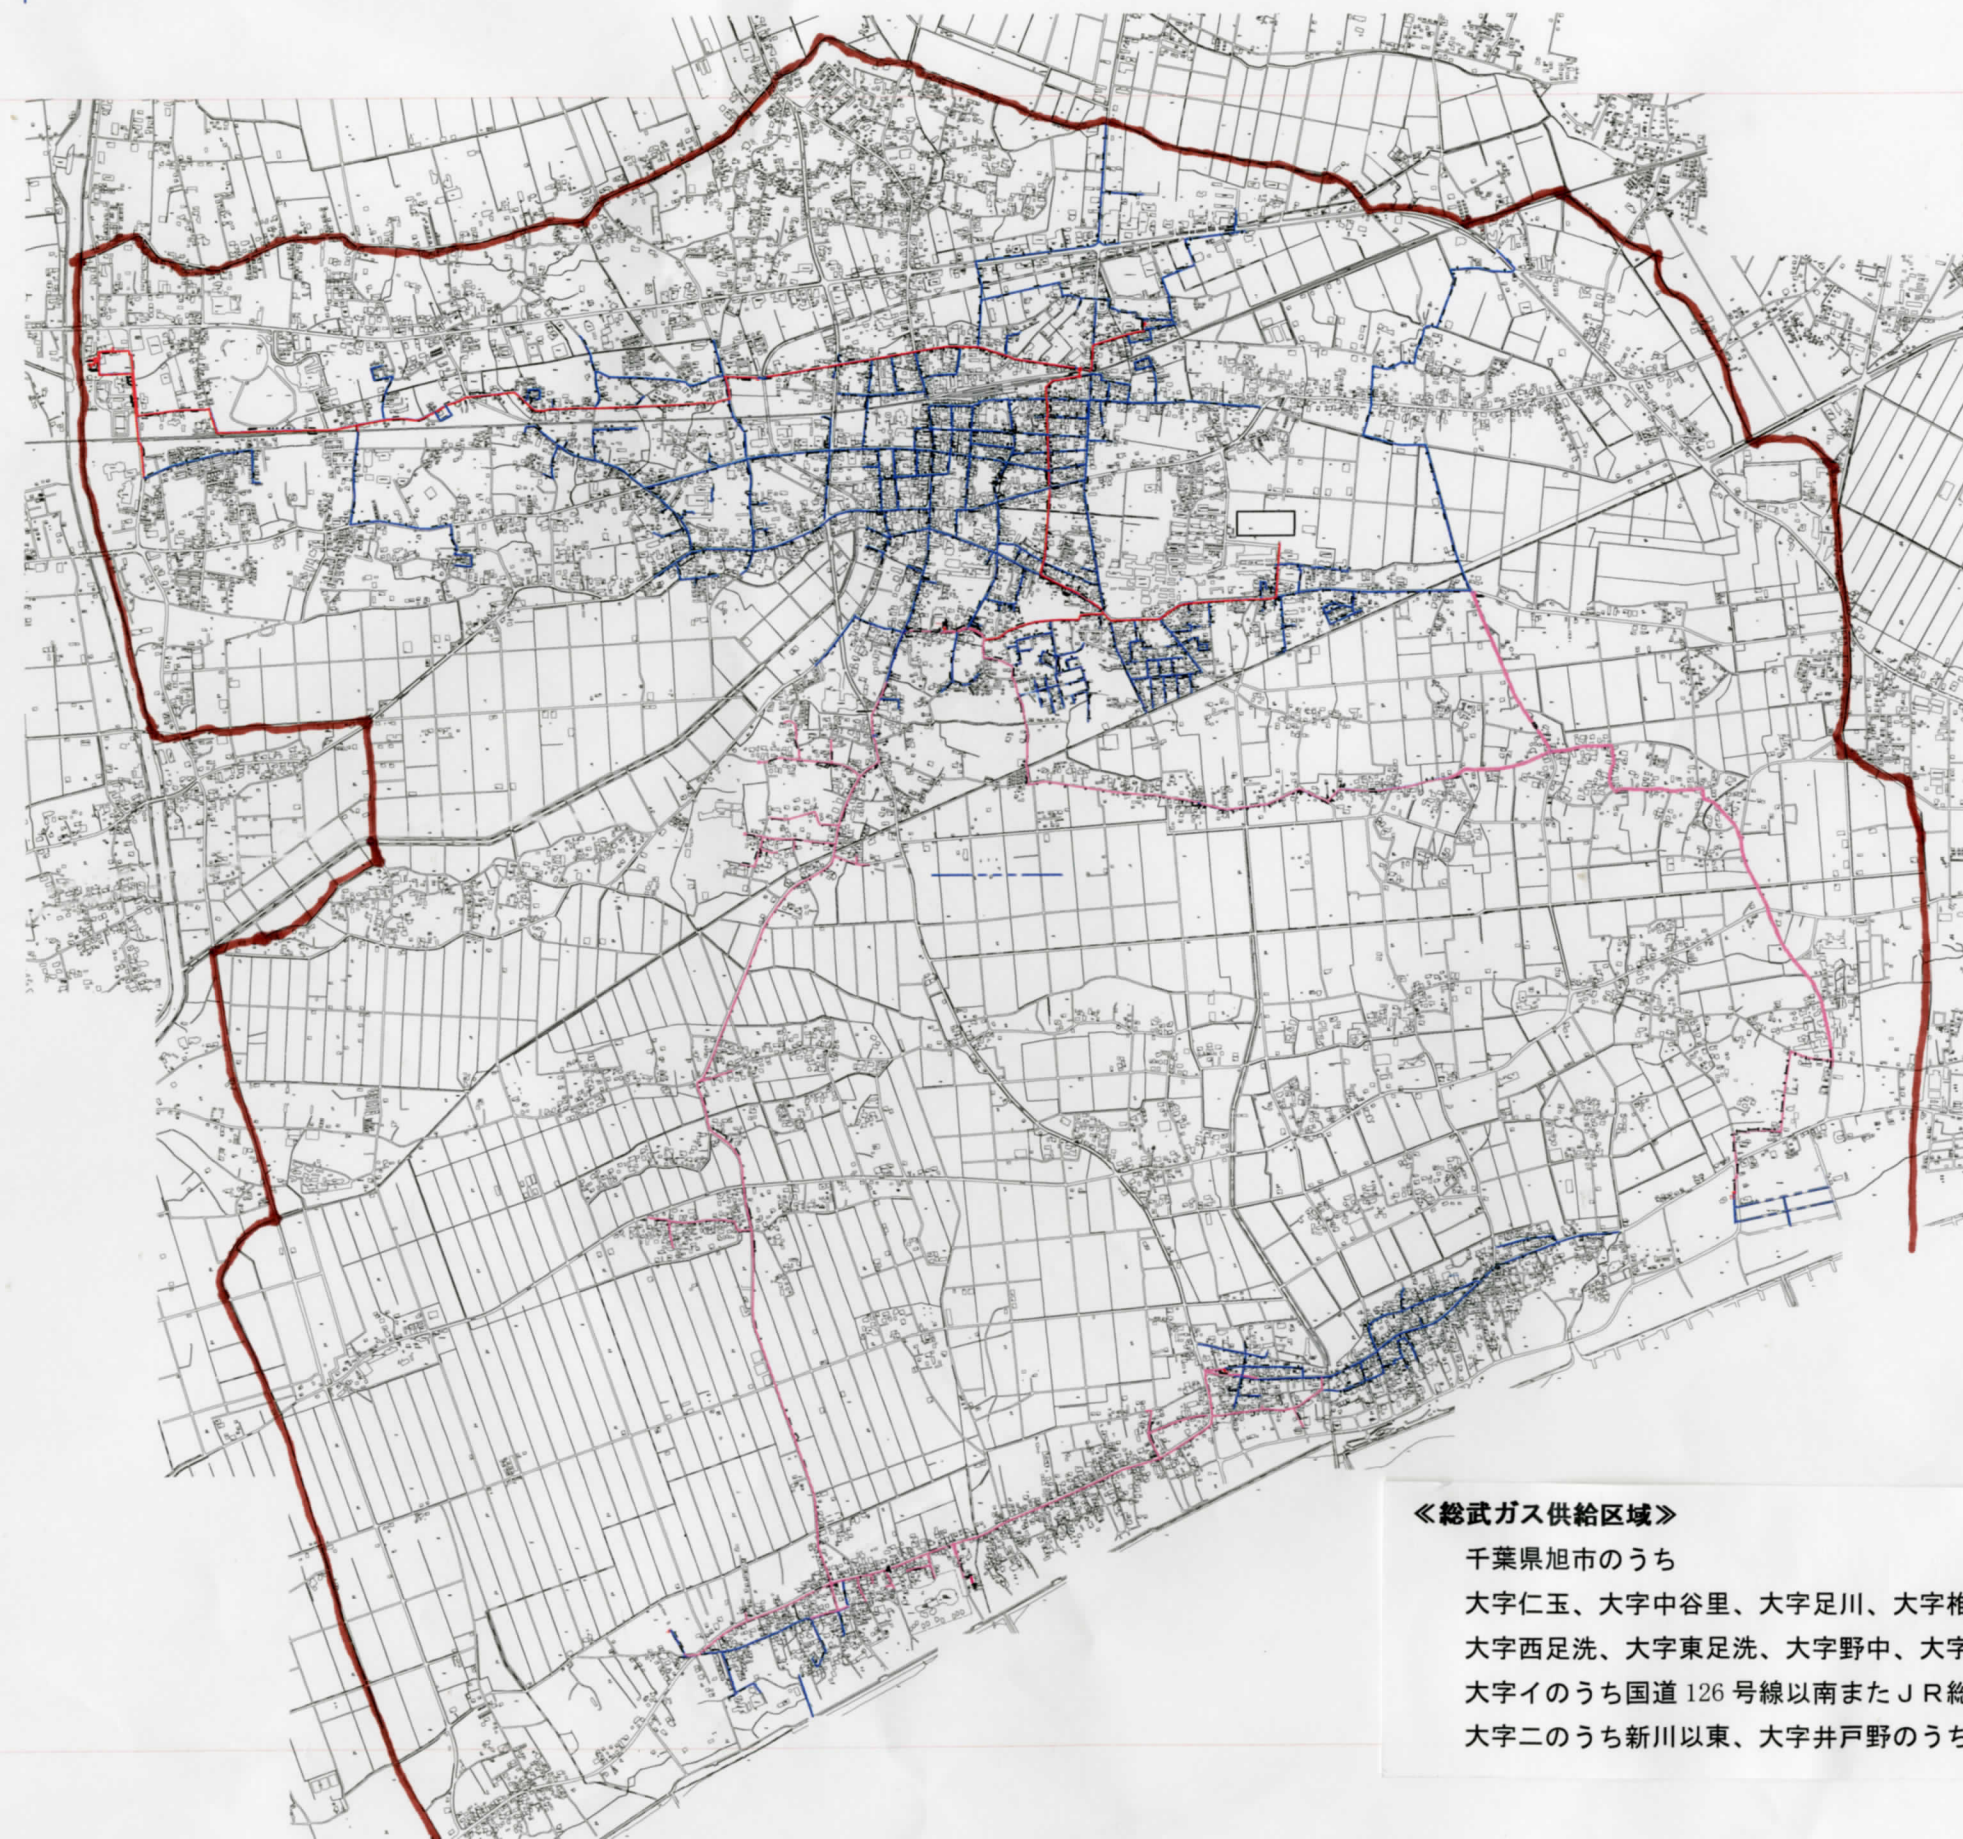 ≪総武ガス供給区域≫
千葉県旭市のうち
大字仁玉、大字中谷里、大字足川、大字椎
大字西足洗、大字東足洗、大字野中、大字
大字イのうち国道 126 号線以南またＪＲ総
大字二のうち新川以東、大字井戸野のうち